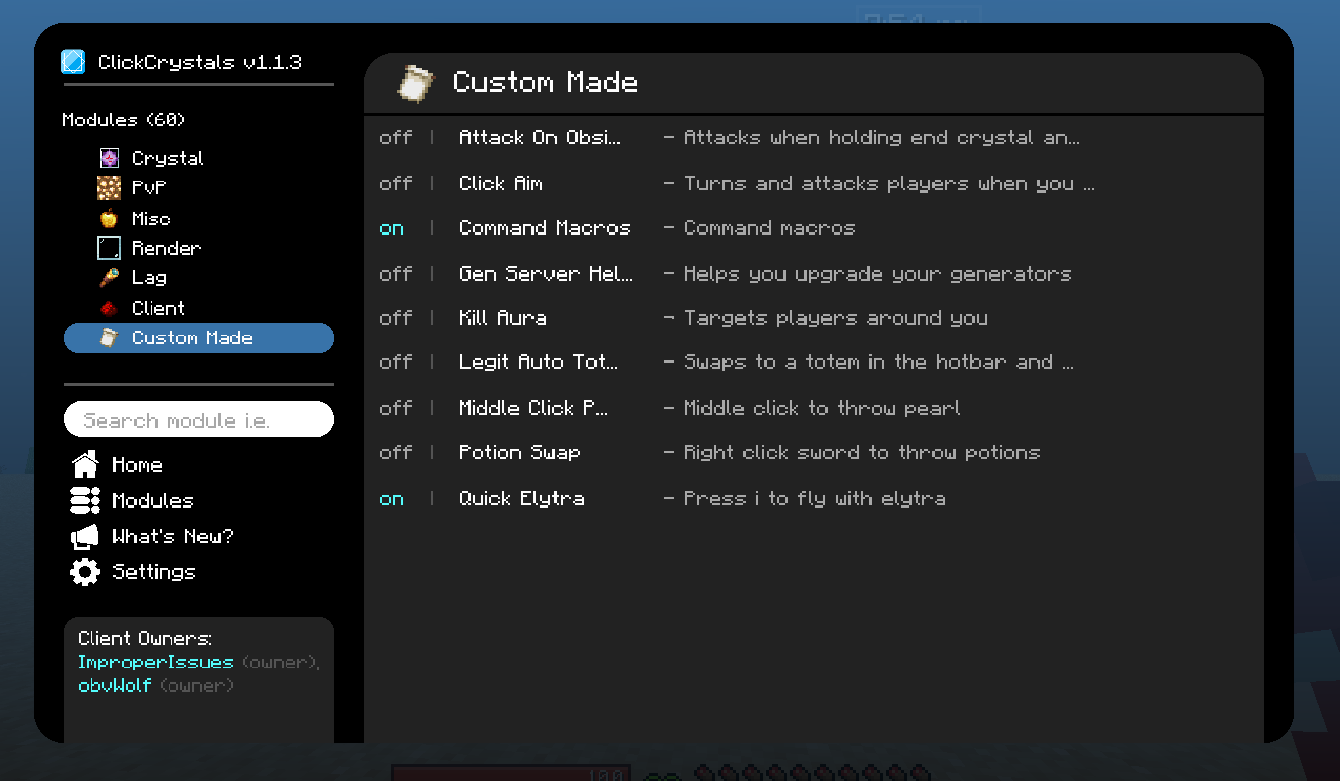 ClickCrystals v1.1.3
Modules (60)
Crystal
PvP
Misc
Render
Lag
Client
Custom Made
Search module i.e.
Home
Modules
What's New?
Settings
Client Owners:
ImproperIssues (owner),
obvWolf (owner)
Custom Made
off | Attack On Obsi... - Attacks when holding end crystal an...
off | Click Aim - Turns and attacks players when you ...
on | Command Macros - Command macros
off | Gen Server Hel... - Helps you upgrade your generators
off | Kill Aura - Targets players around you
off | Legit Auto Tot... - Swaps to a totem in the hotbar and ...
off | Middle Click P... - Middle click to throw pearl
off | Potion Swap - Right click sword to throw potions
on | Quick Elytra - Press i to fly with elytra
100